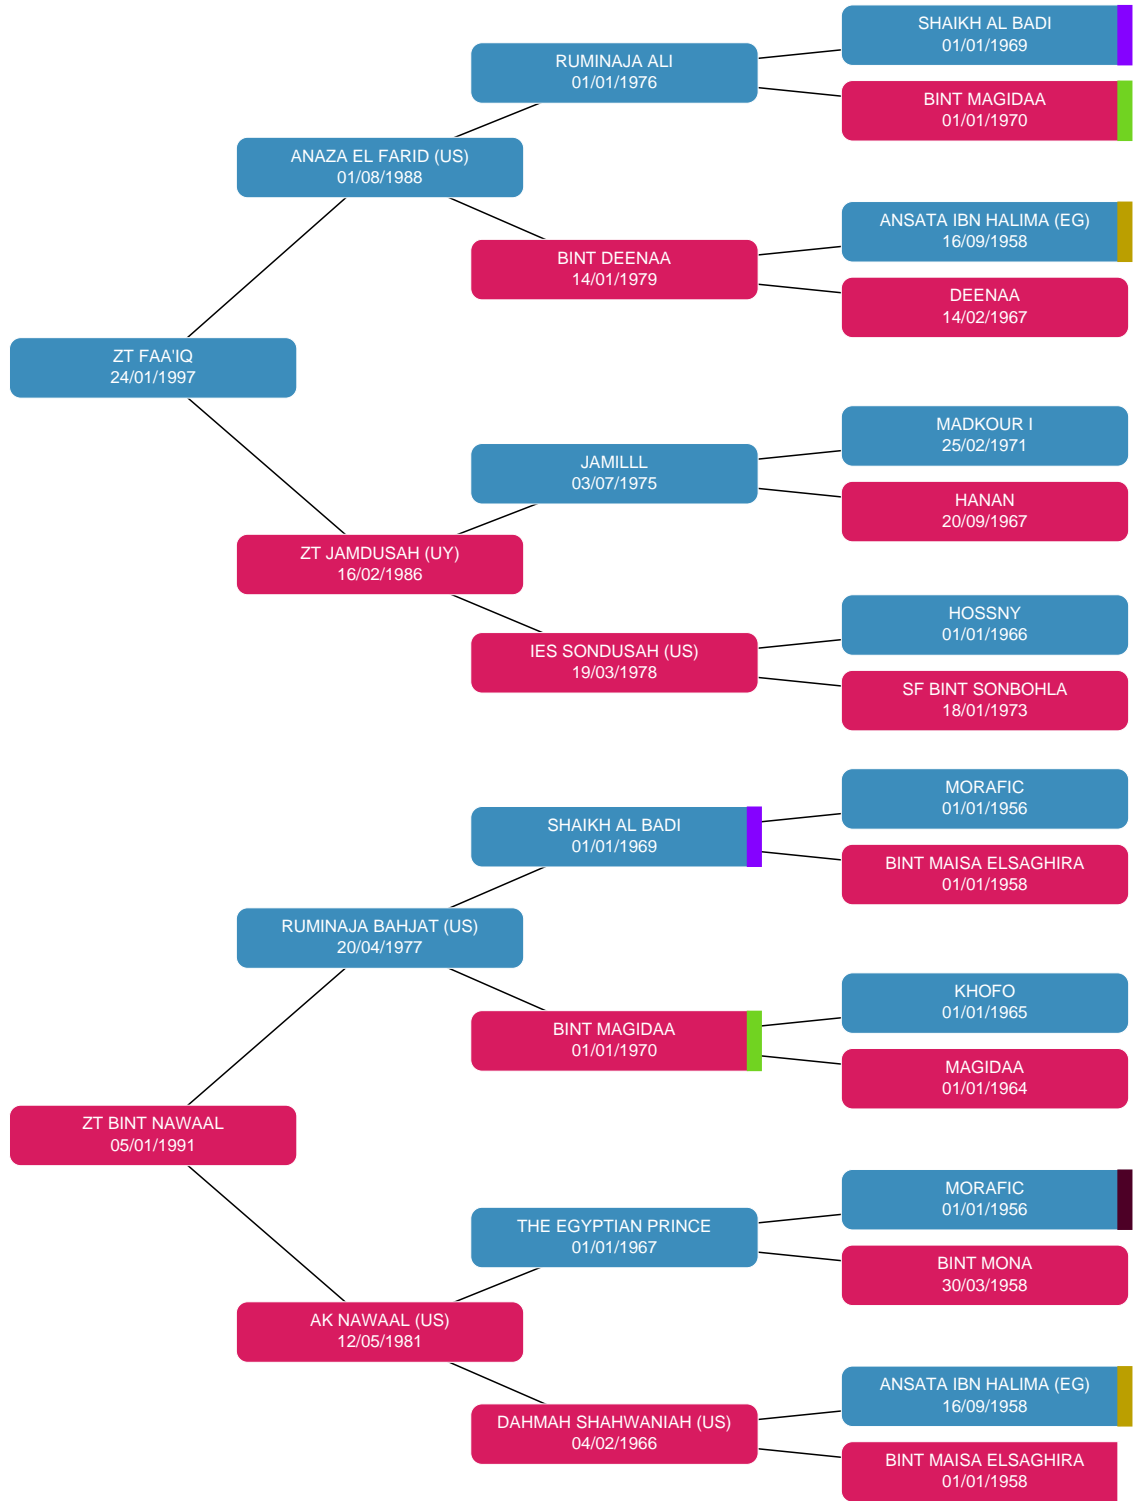 SHAIKH AL BADI
01/01/1969
RUMINAJA ALI
01/01/1976
BINT MAGIDAA
01/01/1970
ANAZA EL FARID (US)
01/08/1988
ANSATA IBN HALIMA (EG)
16/09/1958
BINT DEENAA
14/01/1979
DEENAA
14/02/1967
ZT FAA'IQ
24/01/1997
MADKOUR I
25/02/1971
JAMILLL
03/07/1975
HANAN
20/09/1967
ZT JAMDUSAH (UY)
16/02/1986
HOSSNY
01/01/1966
IES SONDUSAH (US)
19/03/1978
SF BINT SONBOHLA
18/01/1973
MORAFIC
01/01/1956
SHAIKH AL BADI
01/01/1969
BINT MAISA ELSAGHIRA
01/01/1958
RUMINAJA BAHJAT (US)
20/04/1977
KHOFO
01/01/1965
BINT MAGIDAA
01/01/1970
MAGIDAA
01/01/1964
ZT BINT NAWAAL
05/01/1991
MORAFIC
01/01/1956
THE EGYPTIAN PRINCE
01/01/1967
BINT MONA
30/03/1958
AK NAWAAL (US)
12/05/1981
ANSATA IBN HALIMA (EG)
16/09/1958
DAHMAH SHAHWANIAH (US)
04/02/1966
BINT MAISA ELSAGHIRA
01/01/1958